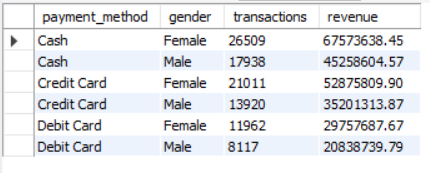 payment_method gender transactions revenue
Cash Female 26509 67573638.45
Cash Male 17938 45258604.57
Credit Card Female 21011 52875809.90
Credit Card Male 13920 35201313.87
Debit Card Female 11962 29757687.67
Debit Card Male 8117 20838739.79